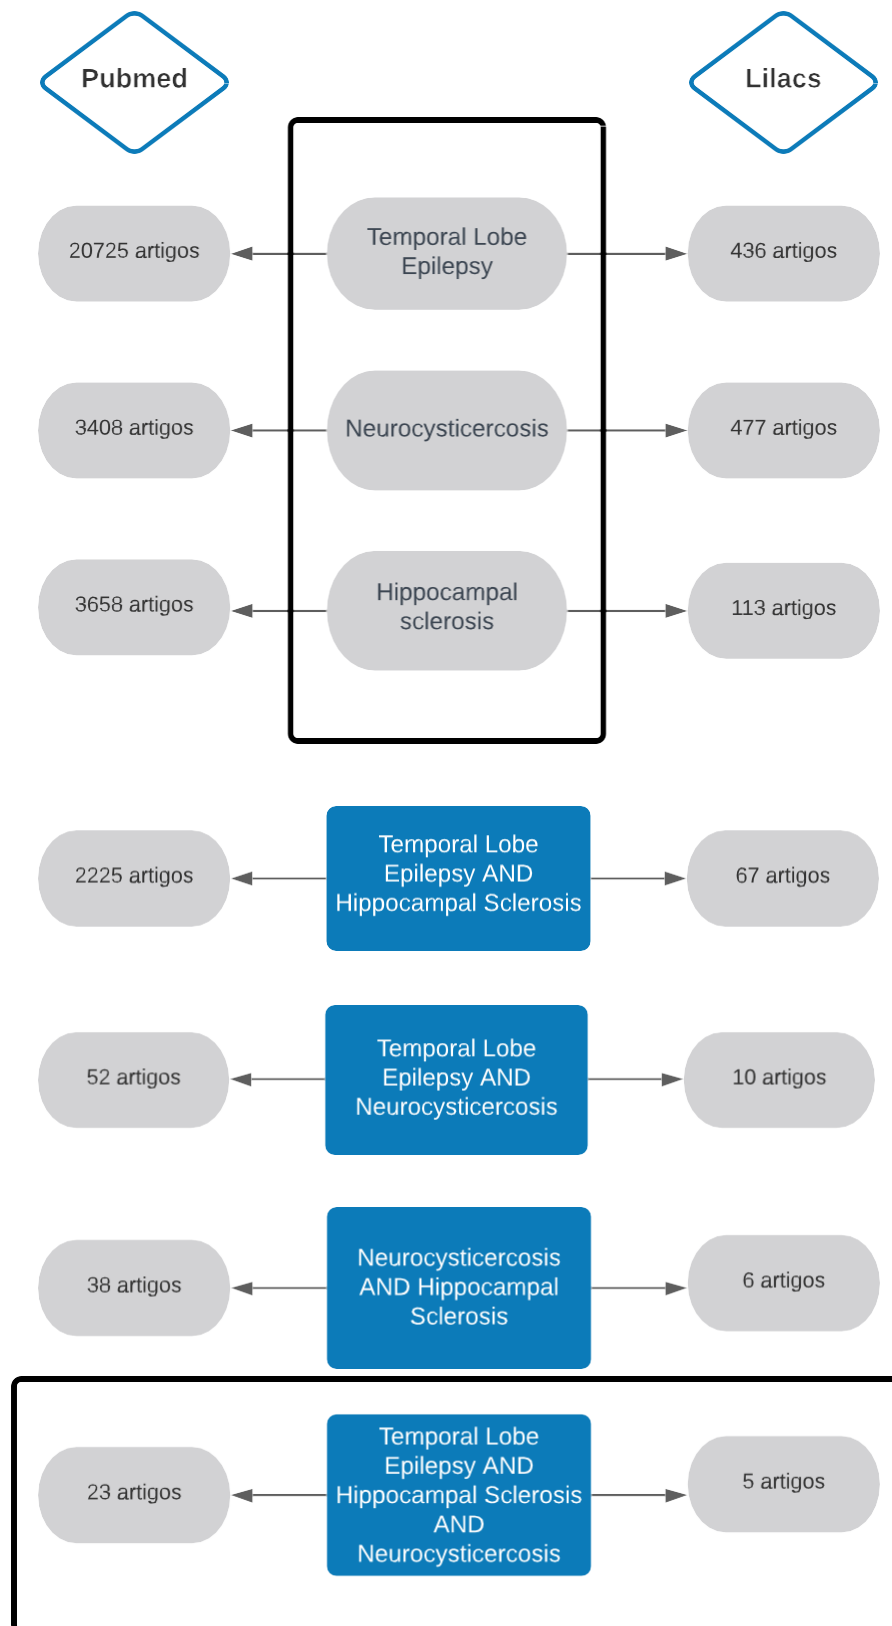 Pubmed
Lilacs
20725 artigos
Temporal Lobe
Epilepsy
436 artigos
3408 artigos
Neurocysticercosis
477 artigos
3658 artigos
Hippocampal
sclerosis
113 artigos
2225 artigos
Temporal Lobe
Epilepsy AND
Hippocampal Sclerosis
67 artigos
52 artigos
Temporal Lobe
Epilepsy AND
Neurocysticercosis
10 artigos
38 artigos
Neurocysticercosis
AND Hippocampal
Sclerosis
6 artigos
23 artigos
Temporal Lobe
Epilepsy AND
Hippocampal Sclerosis
AND
Neurocysticercosis
5 artigos